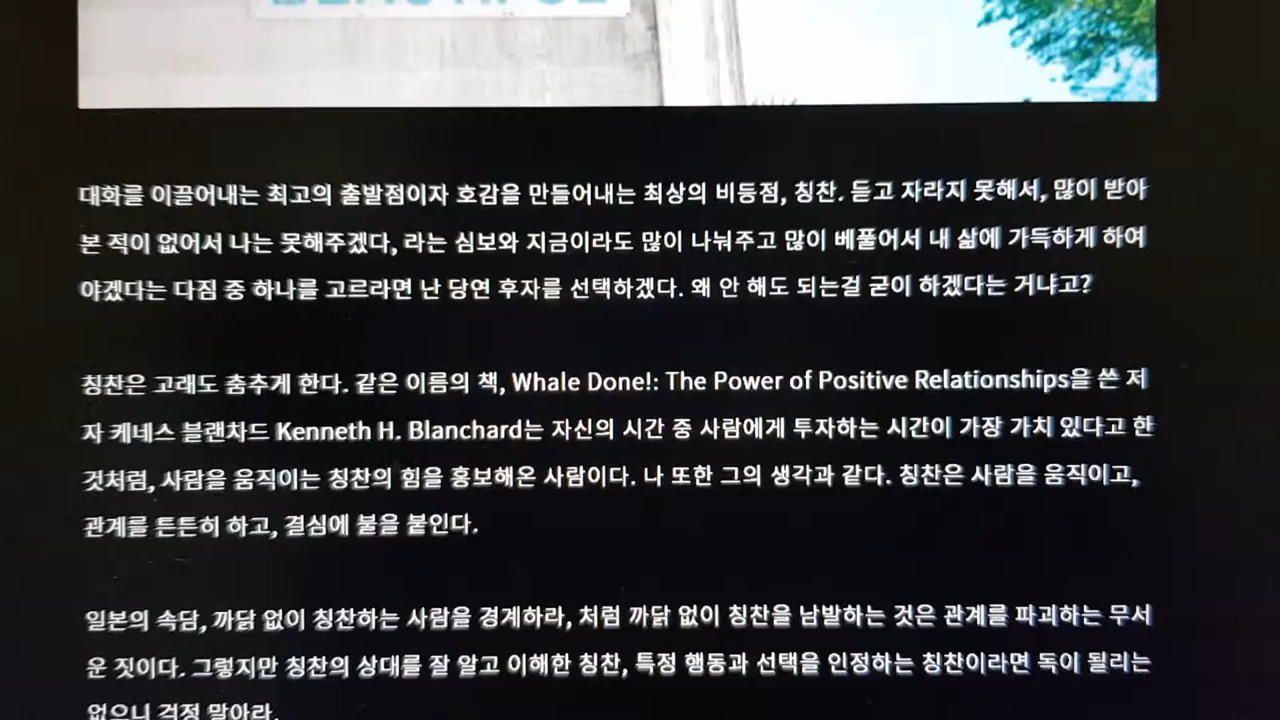 BEAUTIFUL
대화를 이끌어내는 최고의 출발점이자 호감을 만들어내는 최상의 비등점, 칭찬. 듣고 자라지 못해서, 많이 받아
본 적이 없어서 나는 못해주겠다, 라는 심보와 지금이라도 많이 나눠주고 많이 베풀어서 내 삶에 가득하게 하여
야겠다는 다짐 중 하나를 고르라면 난 당연 후자를 선택하겠다. 왜 안 해도 되는걸 굳이 하겠다는 거냐고?
칭찬은 고래도 춤추게 한다. 같은 이름의 책, Whale Done!: The Power of Positive Relationships을 쓴 저
자 케네스 블랜차드 Kenneth H. Blanchard는 자신의 시간 중 사람에게 투자하는 시간이 가장 가치 있다고 한
것처럼, 사람을 움직이는 칭찬의 힘을 홍보해온 사람이다. 나 또한 그의 생각과 같다. 칭찬은 사람을 움직이고,
관계를 튼튼히 하고, 결심에 불을 붙인다.
일본의 속담, 까닭 없이 칭찬하는 사람을 경계하라, 처럼 까닭 없이 칭찬을 남발하는 것은 관계를 파괴하는 무서
운 짓이다. 그렇지만 칭찬의 상대를 잘 알고 이해한 칭찬, 특정 행동과 선택을 인정하는 칭찬이라면 독이 될리는
없으니 걱정 말아라.